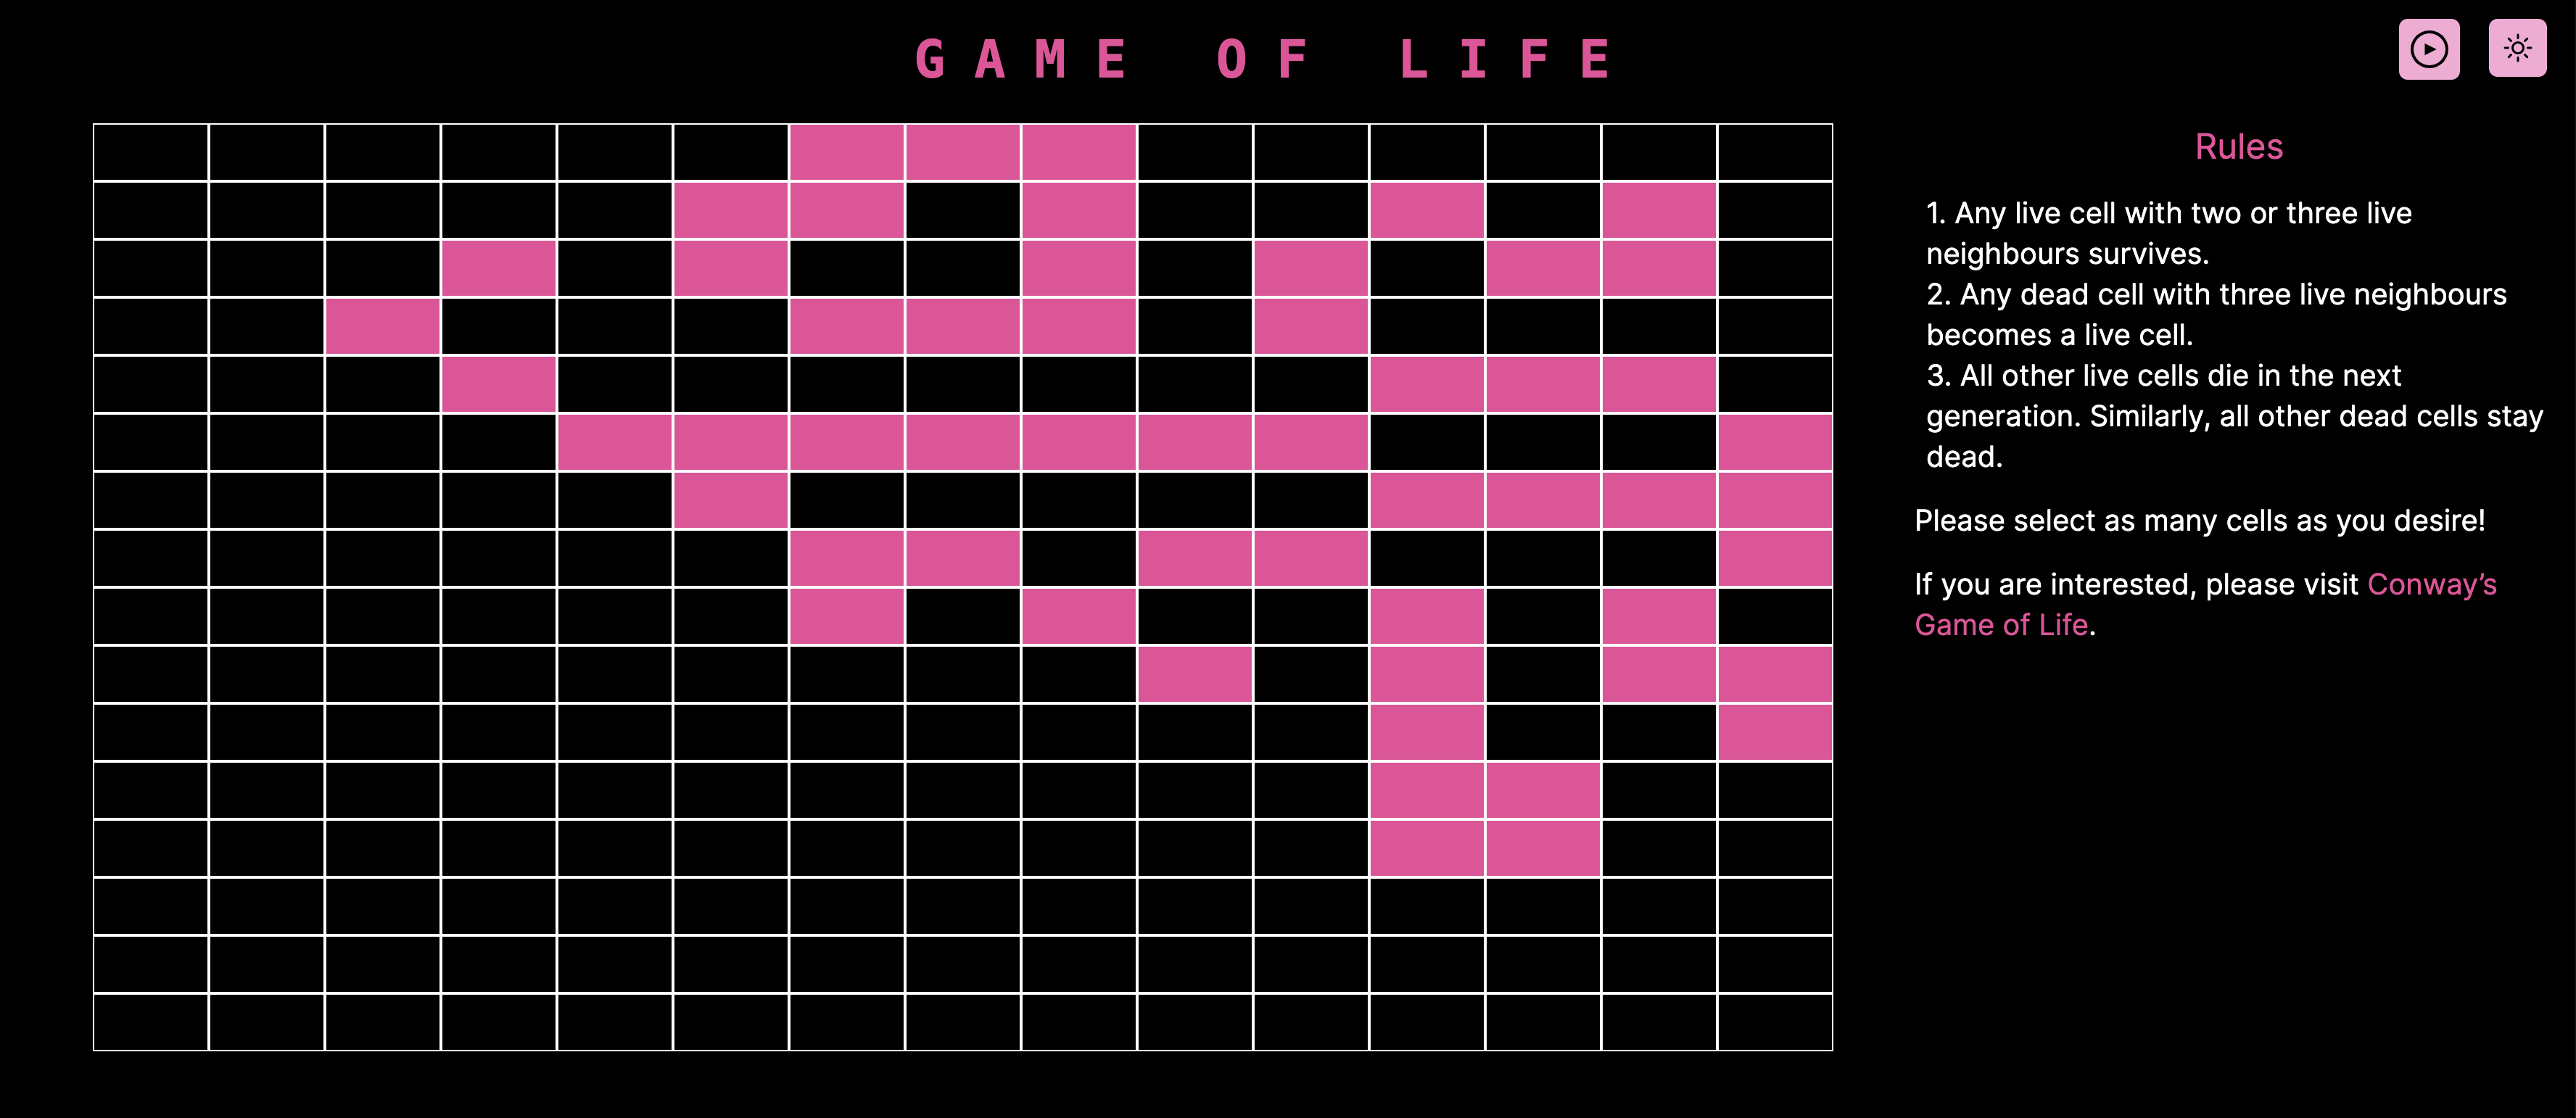 GAME OF LIFE
Rules
1. Any live cell with two or three live
neighbours survives.
2. Any dead cell with three live neighbours
becomes a live cell.
3. All other live cells die in the next
generation. Similarly, all other dead cells stay
dead.
Please select as many cells as you desire!
If you are interested, please visit Conway’s
Game of Life.